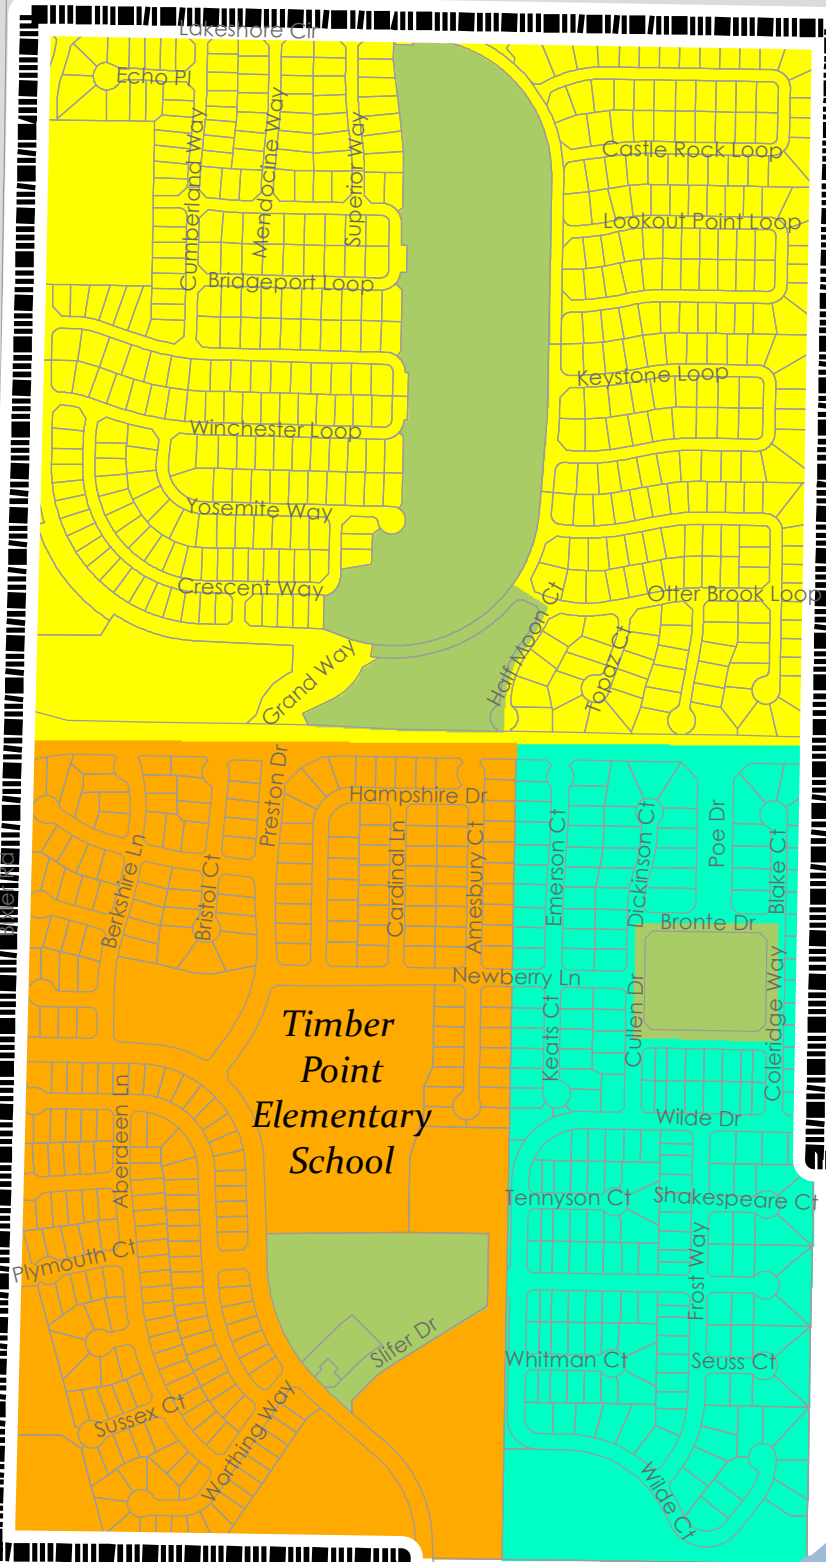 Lakeshore Cir
Echo Pl
Cumberland Way
Mendocine Way
Superior Way
Castle Rock Loop
Lookout Point Loop
Bridgeport Loop
Keystone Loop
Winchester Loop
Yosemite Way
Crescent Way
Half Moon Ct
Otter Brook Loop
Topaz Ct
Grand Way
Preston Dr
Hampshire Dr
Berkshire Ln
Bristol Ct
Cardinal Ln
Amesbury Ct
Emerson Ct
Dickinson Ct
Poe Dr
Blake Ct
Bronte Dr
Newberry Ln
Keats Ct
Cullen Dr
Coleridge Way
Timber
Point
Elementary
School
Aberdeen Ln
Wilde Dr
Tennyson Ct
Shakespeare Ct
Plymouth Ct
Frost Way
Slifer Dr
Whitman Ct
Seuss Ct
Sussex Ct
Worthing Way
Wilde Ct